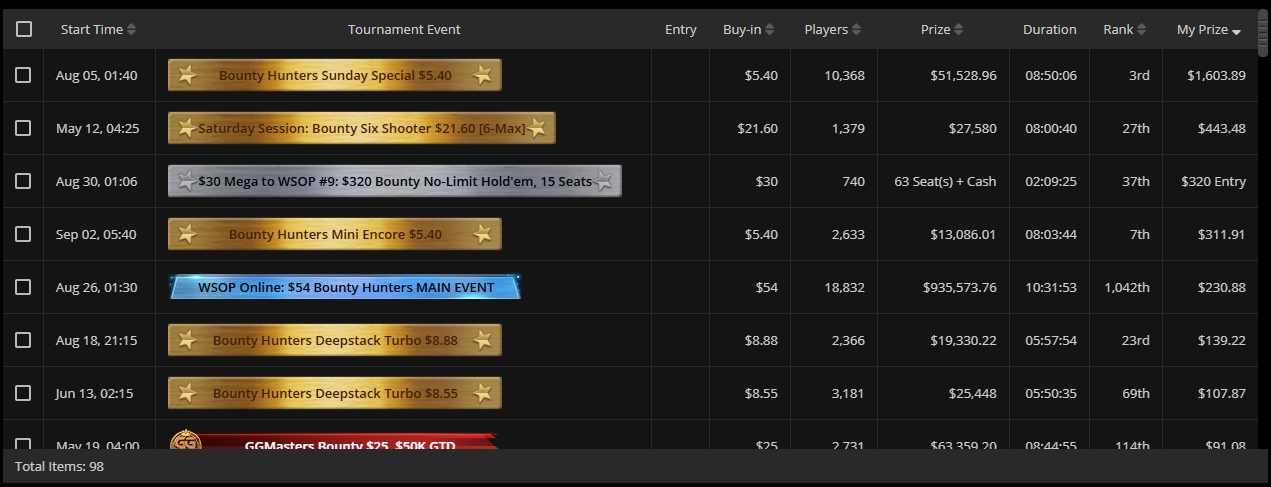 Start Time Tournament Event Entry Buy-in Players Prize Duration Rank My Prize
Aug 05, 01:40 Bounty Hunters Sunday Special $5.40 $5.40 10,368 $51,528.96 08:50:06 3rd $1,603.89
May 12, 04:25 Saturday Session: Bounty Six Shooter $21.60 [6-Max] $21.60 1,379 $27,580 08:00:40 27th $443.48
Aug 30, 01:06 $30 Mega to WSOP #9: $320 Bounty No-Limit Hold'em, 15 Seats $30 740 63 Seat(s) + Cash 02:09:25 37th $320 Entry
Sep 02, 05:40 Bounty Hunters Mini Encore $5.40 $5.40 2,633 $13,086.01 08:03:44 7th $311.91
Aug 26, 01:30 WSOP Online: $54 Bounty Hunters MAIN EVENT $54 18,832 $935,573.76 10:31:53 1,042th $230.88
Aug 18, 21:15 Bounty Hunters Deepstack Turbo $8.88 $8.88 2,366 $19,330.22 05:57:54 23rd $139.22
Jun 13, 02:15 Bounty Hunters Deepstack Turbo $8.55 $8.55 3,181 $25,448 05:50:35 69th $107.87
May 19, 04:00 GG GGMasters Bounty $25, $50K GTD $25 2,731 $63,359.20 08:44:55 114th $91.08
Total Items: 98